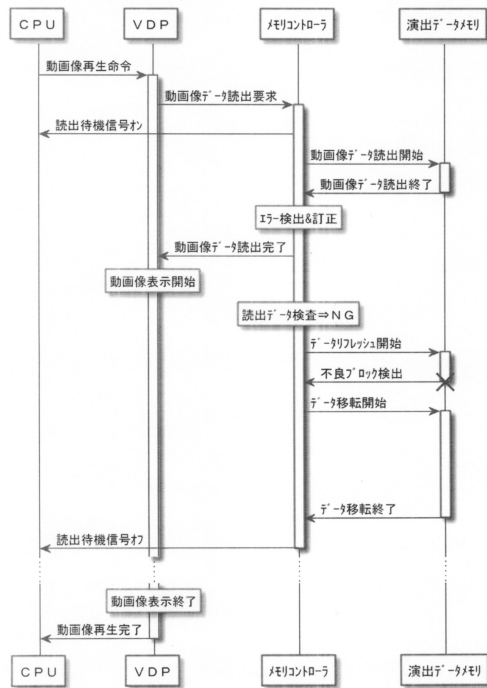 ＣＰＵ
ＶＤＰ
ﾒﾓﾘｺﾝﾄﾛｰﾗ
演出ﾃﾞｰﾀﾒﾓﾘ
動画像再生命令
動画像ﾃﾞｰﾀ読出要求
読出待機信号ｵﾝ
動画像ﾃﾞｰﾀ読出開始
動画像ﾃﾞｰﾀ読出終了
ｴﾗｰ検出&訂正
動画像ﾃﾞｰﾀ読出完了
動画像表示開始
読出ﾃﾞｰﾀ検査⇒ＮＧ
ﾃﾞｰﾀﾘﾌﾚｯｼｭ開始
不良ﾌﾞﾛｯｸ検出
ﾃﾞｰﾀ移転開始
ﾃﾞｰﾀ移転終了
読出待機信号ｵﾌ
動画像表示終了
動画像再生完了
ＣＰＵ
ＶＤＰ
ﾒﾓﾘｺﾝﾄﾛｰﾗ
演出ﾃﾞｰﾀﾒﾓﾘ